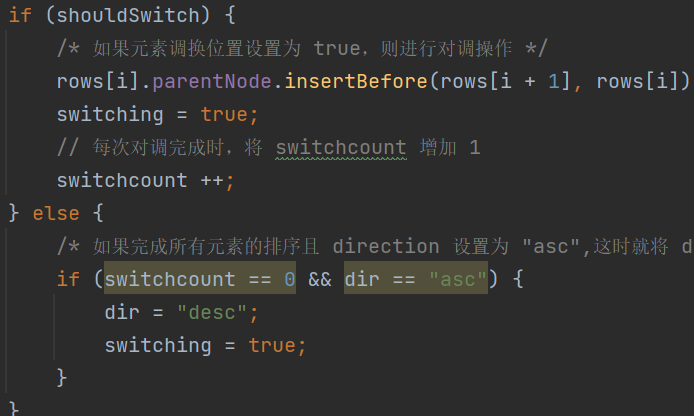 if (shouldSwitch) {
/* 如果元素调换位置设置为 true，则进行对调操作 */
rows[i].parentNode.insertBefore(rows[i + 1], rows[i])
switching = true;
// 每次对调完成时，将 switchcount 增加 1
switchcount ++;
} else {
/* 如果完成所有元素的排序且 direction 设置为 "asc",这时就将 d
if (switchcount == 0 && dir == "asc") {
dir = "desc";
switching = true;
}
}